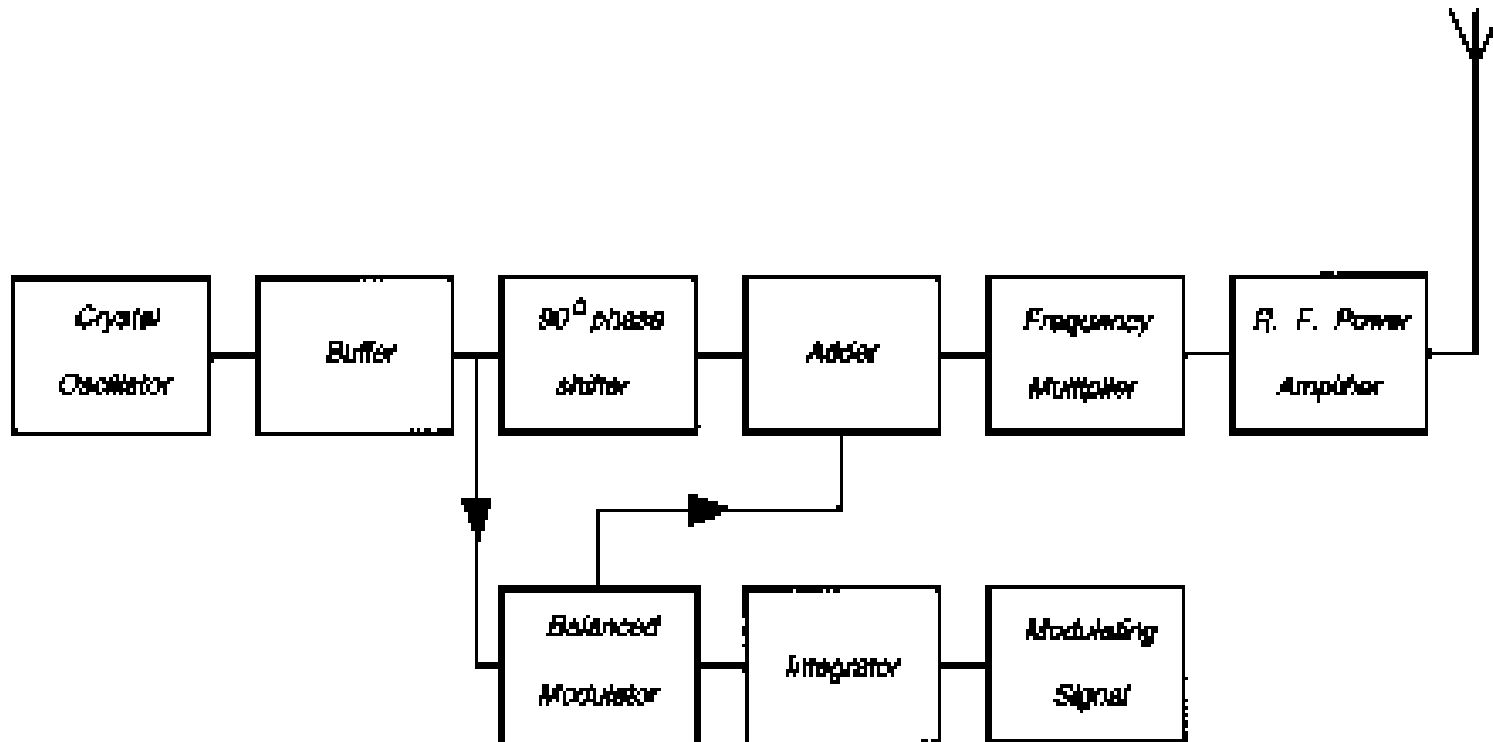 Crystal
Oscillator
Buffer
90° phase
shifter
Adder
Frequency
Multiplier
R. F. Power
Amplifier
Balanced
Modulator
Integrator
Modulating
Signal